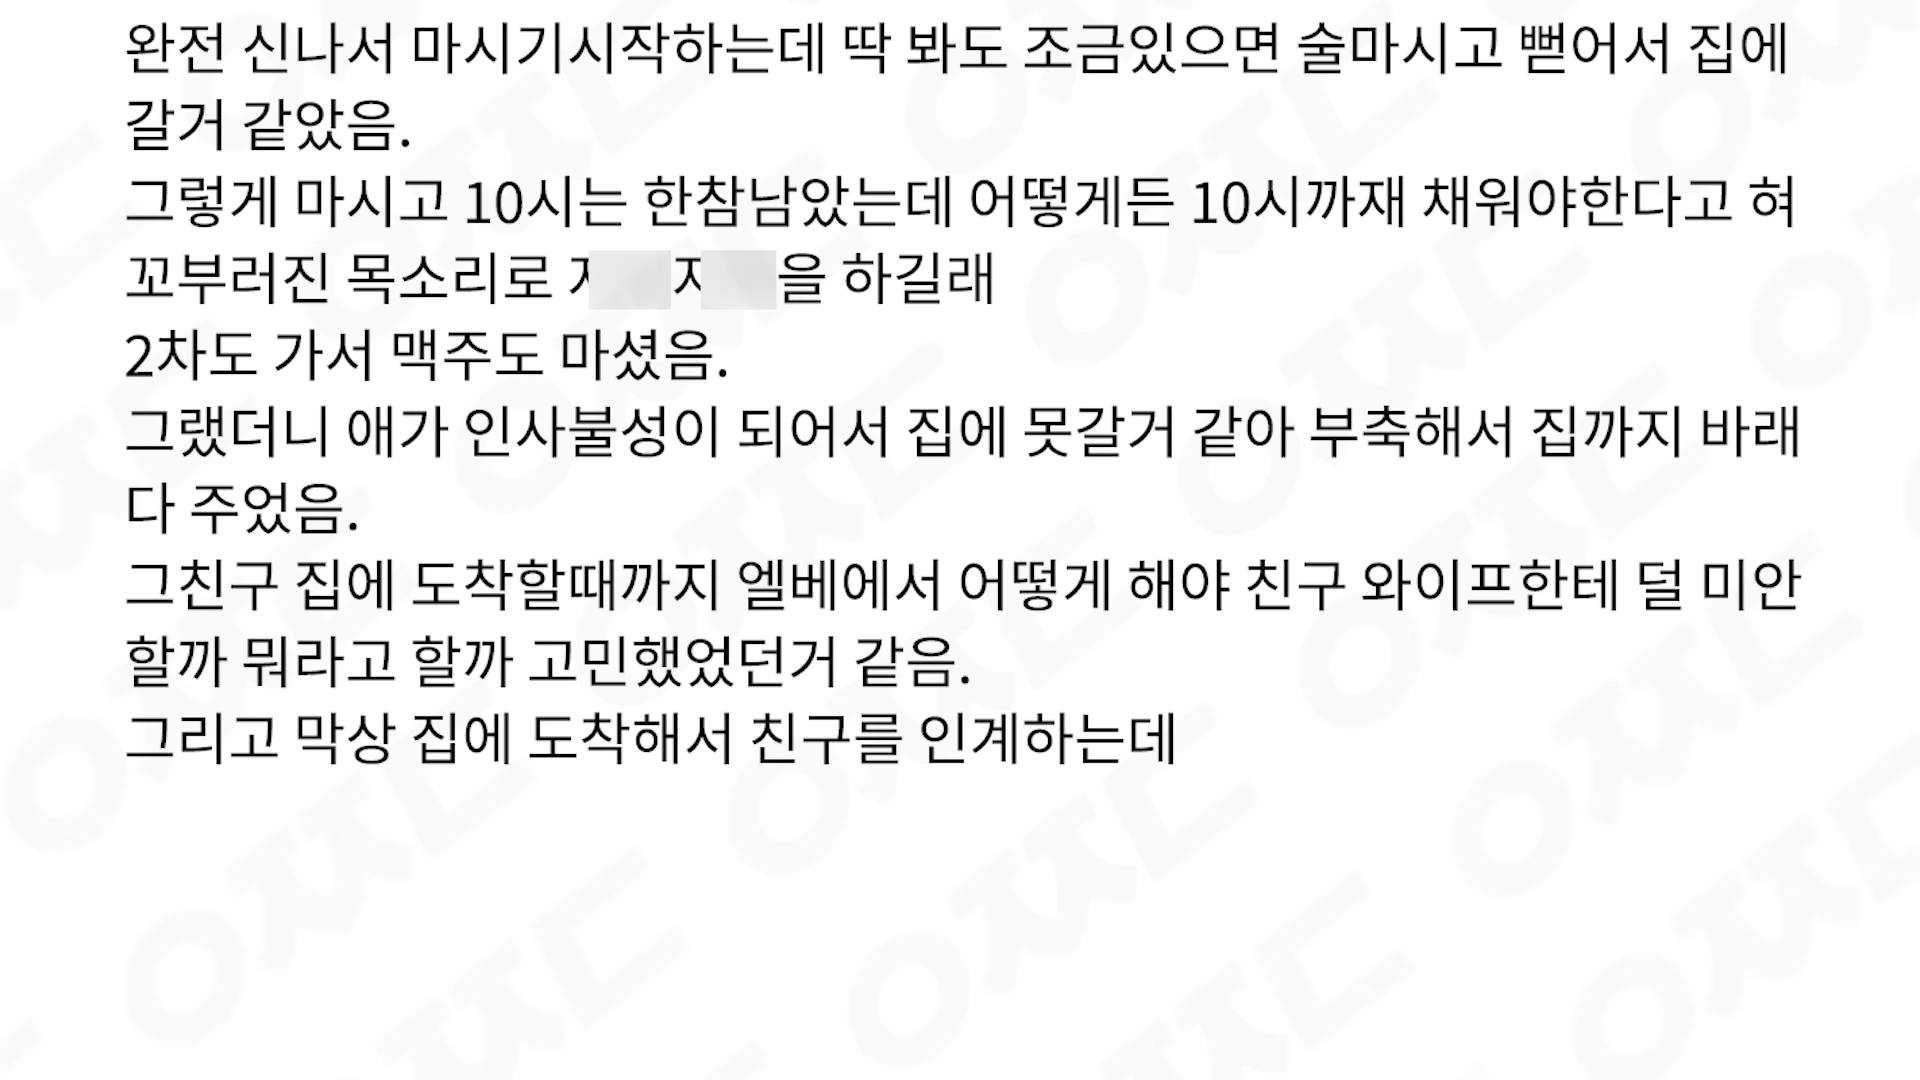 완전 신나서 마시기시작하는데 딱 봐도 조금있으면 술마시고 뻗어서 집에
갈거 같았음.
그렇게 마시고 10시는 한참남았는데 어떻게든 10시까재 채워야한다고 혀
꼬부러진 목소리로 을 하길래
2차도 가서 맥주도 마셨음.
그랬더니 애가 인사불성이 되어서 집에 못갈거 같아 부축해서 집까지 바래
다 주었음.
그친구 집에 도착할때까지 엘베에서 어떻게 해야 친구 와이프한테 덜 미안
할까 뭐라고 할까 고민했었던거 같음.
그리고 막상 집에 도착해서 친구를 인계하는데